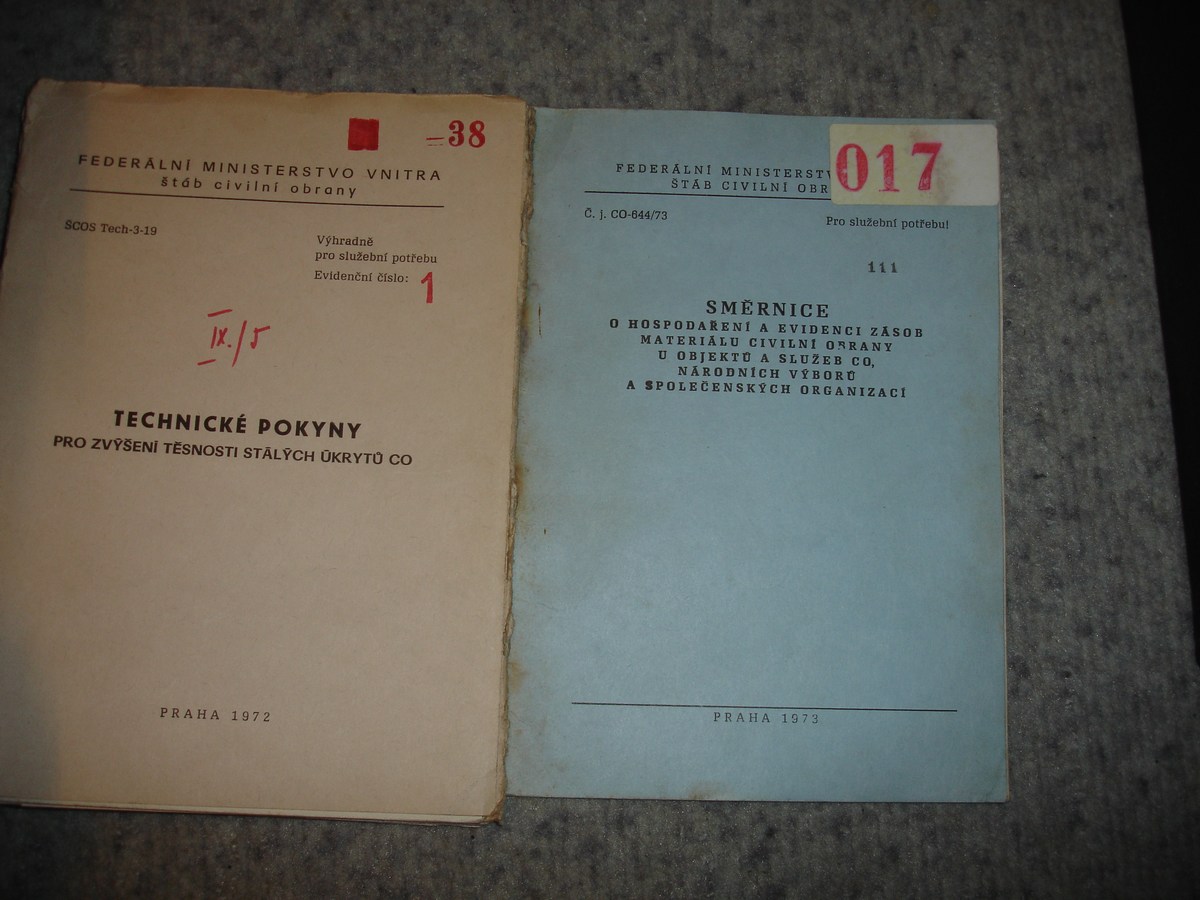 -38
FEDERÁLNÍ MINISTERSTVO VNITRA
štáb civilní obrany
ŠCOS Tech-3-19
Výhradně
pro služební potřebu
Evidenční číslo: 1
IX./5
TECHNICKÉ POKYNY
PRO ZVÝŠENÍ TĚSNOSTI STÁLÝCH ÚKRYTŮ CO
PRAHA 1972
017
FEDERÁLNÍ MINISTERSTV
ŠTÁB CIVILNÍ OBR
Č. j. CO-644/73
Pro služební potřebu!
111
SMĚRNICE
O HOSPODAŘENÍ A EVIDENCI ZÁSOB
MATERIÁLU CIVILNÍ OBRANY
U OBJEKTŮ A SLUŽEB CO,
NÁRODNÍCH VÝBORŮ
A SPOLEČENSKÝCH ORGANIZACÍ
PRAHA 1973